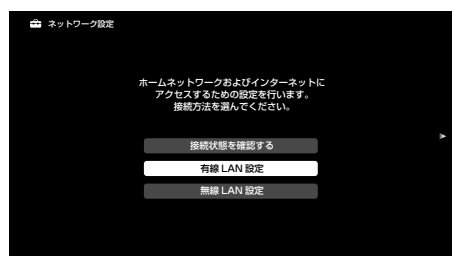 ネットワーク設定
ホームネットワークおよびインターネットに
アクセスするための設定を行います。
接続方法を選んでください。
接続状態を確認する
有線 LAN 設定
無線 LAN 設定